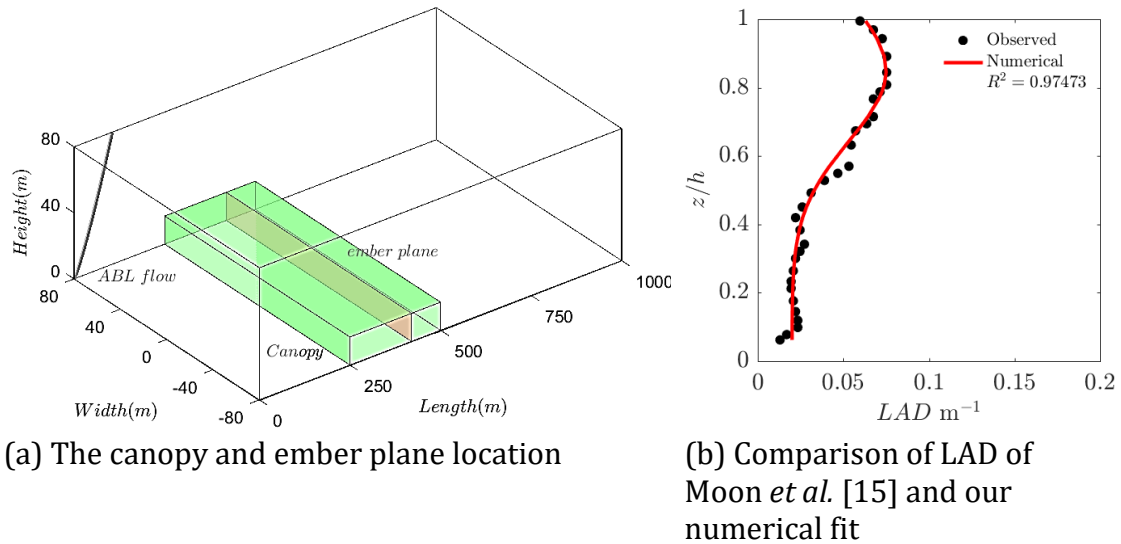 80
40
0
Height(m)
ABL flow
80
40
0
-40
-80
Width(m)
ember plane
Canopy
0
250
500
750
1000
Length(m)
(a) The canopy and ember plane location
1
0.8
0.6
0.4
0.2
0
z/h
Observed
Numerical
R² = 0.97473
0
0.05
0.1
0.15
0.2
LAD m⁻¹
(b) Comparison of LAD of
Moon et al. [15] and our
numerical fit